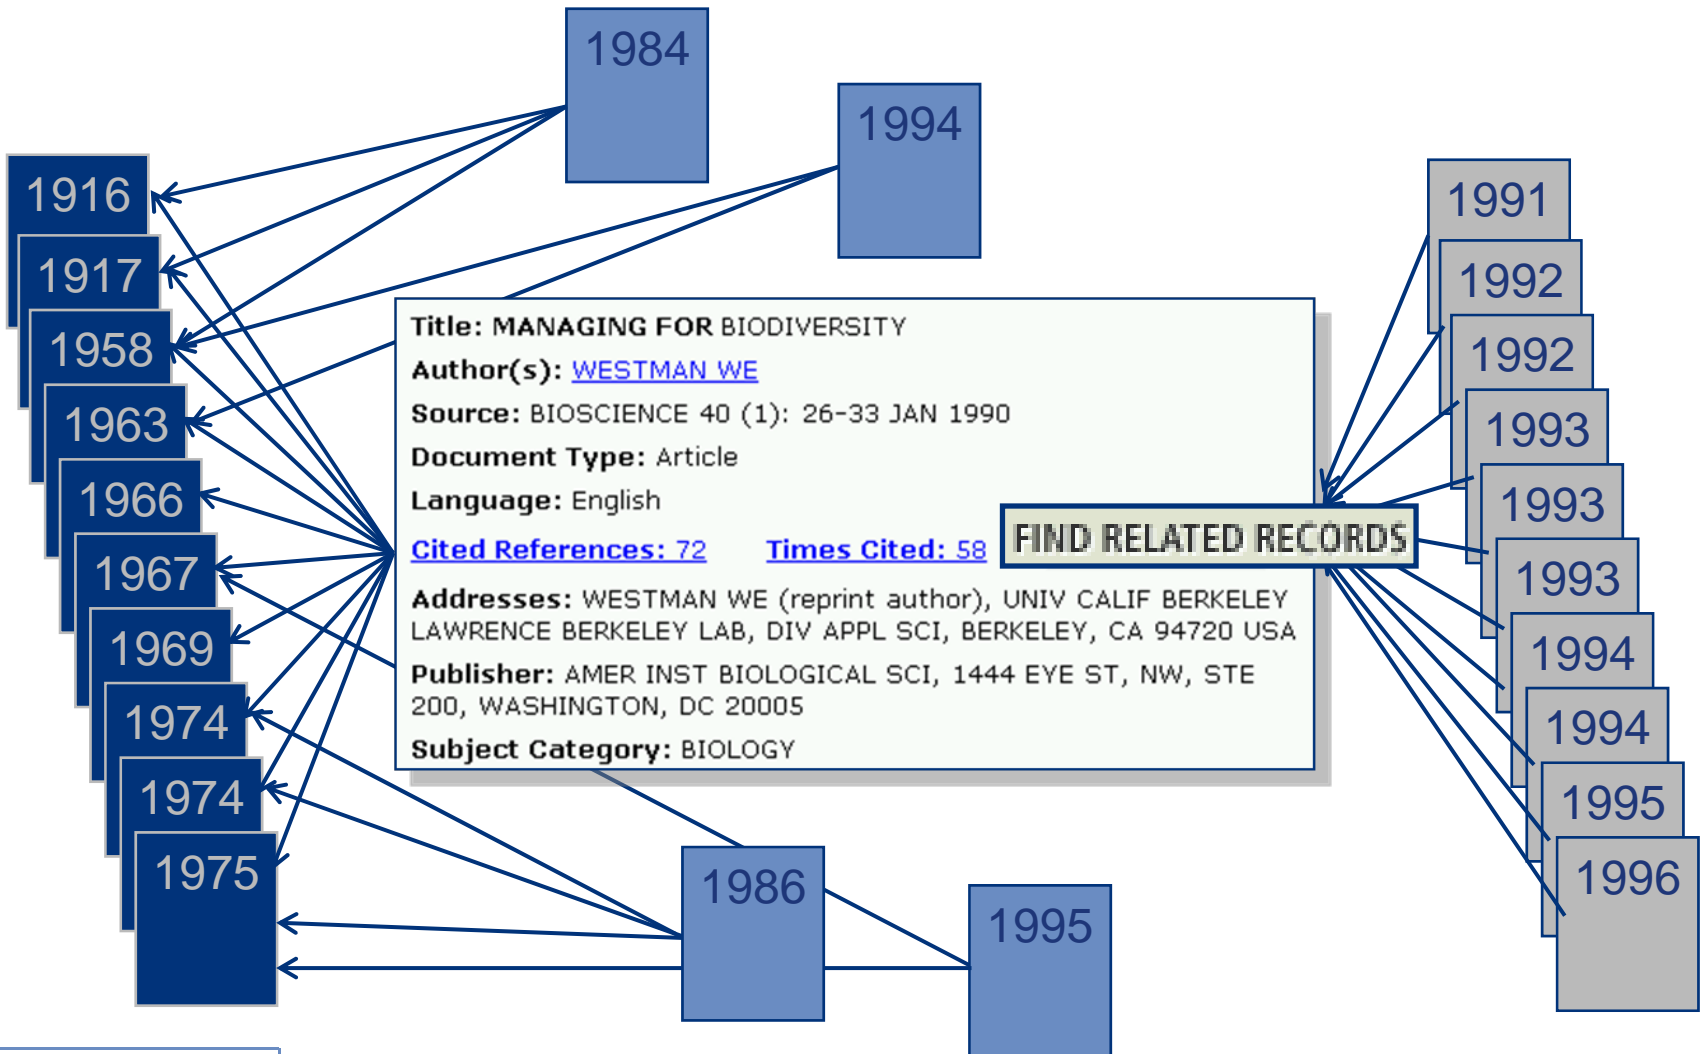 1984
1994
1916
1917
1958
1963
1966
1967
1969
1974
1974
1975
Title: MANAGING FOR BIODIVERSITY
Author(s): WESTMAN WE
Source: BIOSCIENCE 40 (1): 26-33 JAN 1990
Document Type: Article
Language: English
Cited References: 72 Times Cited: 58
FIND RELATED RECORDS
Addresses: WESTMAN WE (reprint author), UNIV CALIF BERKELEY
LAWRENCE BERKELEY LAB, DIV APPL SCI, BERKELEY, CA 94720 USA
Publisher: AMER INST BIOLOGICAL SCI, 1444 EYE ST, NW, STE
200, WASHINGTON, DC 20005
Subject Category: BIOLOGY
1991
1992
1992
1993
1993
1993
1994
1994
1995
1996
1986
1995